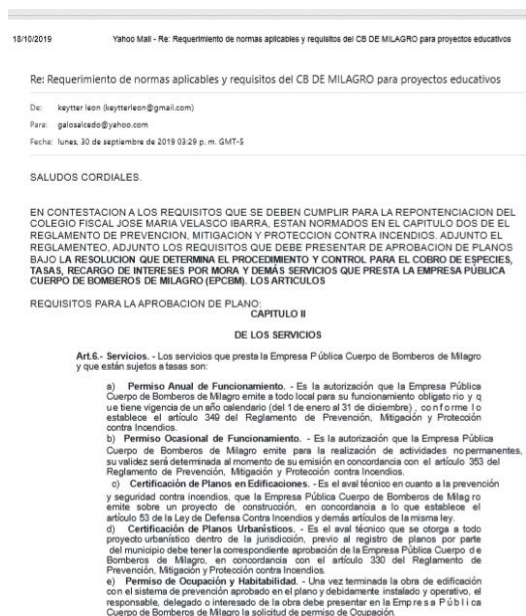 18/10/2019 Yahoo Mail - Re: Requerimiento de normas aplicables y requisitos del CB DE MILAGRO para proyectos educativos
Re: Requerimiento de normas aplicables y requisitos del CB DE MILAGRO para proyectos educativos
De: keytter leon (keytterleon@gmail.com)
Para: galosalcedo@yahoo.com
Fecha: lunes, 30 de septiembre de 2019 03:29 p. m. GMT-5
SALUDOS CORDIALES.
EN CONTESTACION A LOS REQUISITOS QUE SE DEBEN CUMPLIR PARA LA REPONTENCIACION DEL
COLEGIO FISCAL JOSE MARIA VELASCO IBARRA, ESTAN NORMADOS EN EL CAPITULO DOS DE EL
REGLAMENTO DE PREVENCION, MITIGACION Y PROTECCION CONTRA INCENDIOS. ADJUNTO EL
REGLAMENTEO, ADJUNTO LOS REQUISITOS QUE DEBE PRESENTAR DE APROBACION DE PLANOS
BAJO LA RESOLUCION QUE DETERMINA EL PROCEDIMIENTO Y CONTROL PARA EL COBRO DE ESPECIES,
TASAS, RECARGO DE INTERESES POR MORA Y DEMÁS SERVICIOS QUE PRESTA LA EMPRESA PÚBLICA
CUERPO DE BOMBEROS DE MILAGRO (EPCBM). LOS ARTICULOS
REQUISITOS PARA LA APROBACION DE PLANO:
CAPITULO II
DE LOS SERVICIOS
Art.6.- Servicios. - Los servicios que presta la Empresa Pública Cuerpo de Bomberos de Milagro
y que están sujetos a tasas son:
a) Permiso Anual de Funcionamiento. - Es la autorización que la Empresa Pública
Cuerpo de Bomberos de Milagro emite a todo local para su funcionamiento obligato rio y q
ue tiene vigencia de un año calendario (del 1 de enero al 31 de diciembre) , conforme lo
establece el artículo 349 del Reglamento de Prevención, Mitigación y Protección
contra Incendios.
b) Permiso Ocasional de Funcionamiento. - Es la autorización que la Empresa Pública
Cuerpo de Bomberos de Milagro emite para la realización de actividades no permanentes,
su validez será determinada al momento de su emisión en concordancia con el artículo 353 del
Reglamento de Prevención, Mitigación y Protección contra Incendios.
c) Certificación de Planos en Edificaciones. - Es el aval técnico en cuanto a la prevención
y seguridad contra incendios, que la Empresa Pública Cuerpo de Bomberos de Milag ro
emite sobre un proyecto de construcción, en concordancia a lo que establece el
artículo 53 de la Ley de Defensa Contra Incendios y demás artículos de la misma ley.
d) Certificación de Planos Urbanísticos. - Es el aval técnico que se otorga a todo
proyecto urbanístico dentro de la jurisdicción, previo al registro de planos por parte
del municipio debe tener la correspondiente aprobación de la Empresa Pública Cuerpo de
Bomberos de Milagro, en concordancia con el artículo 330 del Reglamento de
Prevención, Mitigación y Protección contra Incendios.
e) Permiso de Ocupación y Habitabilidad. - Una vez terminada la obra de edificación
con el sistema de prevención aprobado en el plano y debidamente instalado y operativo, el
responsable, delegado o interesado de la obra debe presentar en la Empresa Pública
Cuerpo de Bomberos de Milagro la solicitud de permiso de Ocupación.